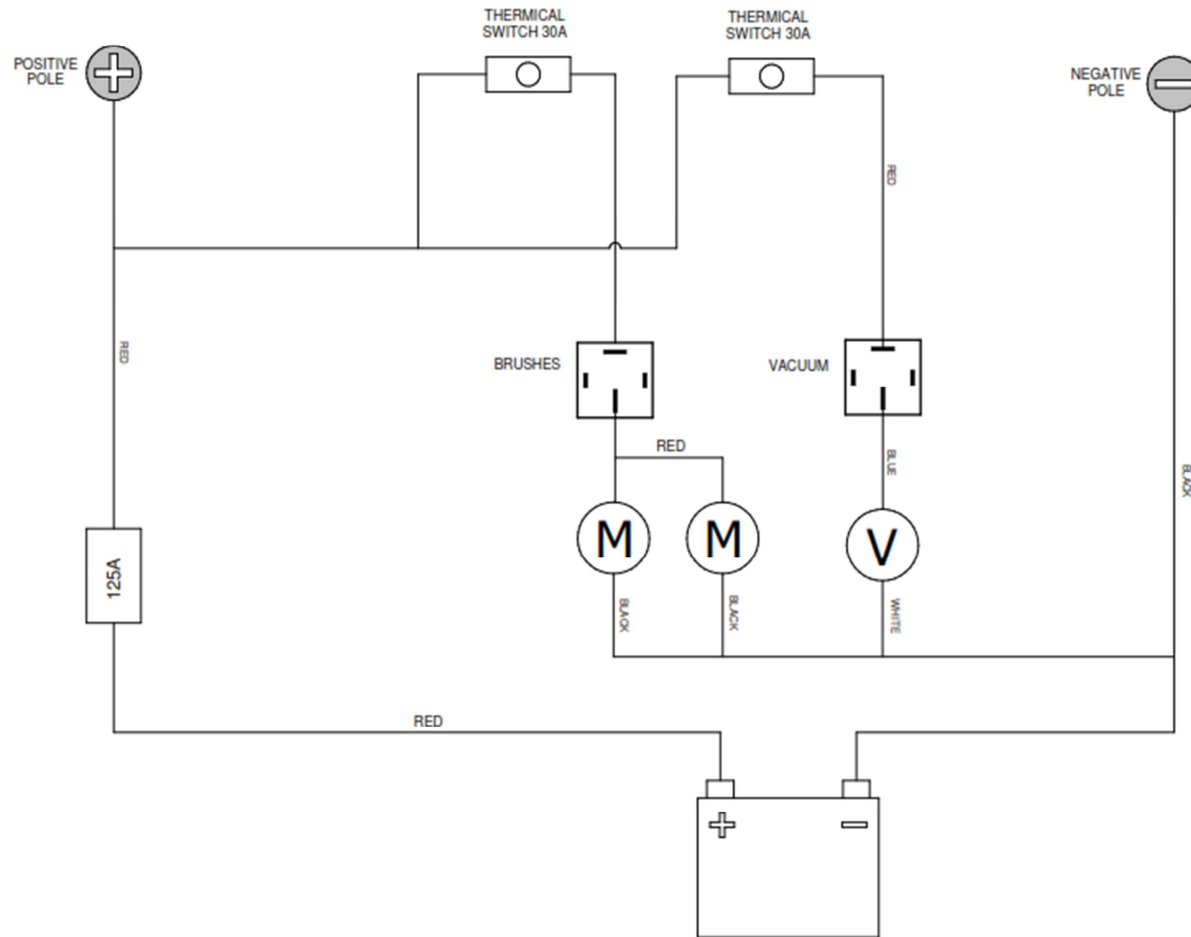 THERMICAL
SWITCH 30A
THERMICAL
SWITCH 30A
POSITIVE
POLE
NEGATIVE
POLE
RED
RED
BRUSHES
VACUUM
RED
BLUE
BLACK
M
M
V
125A
BLACK
BLACK
WHITE
RED
+
−